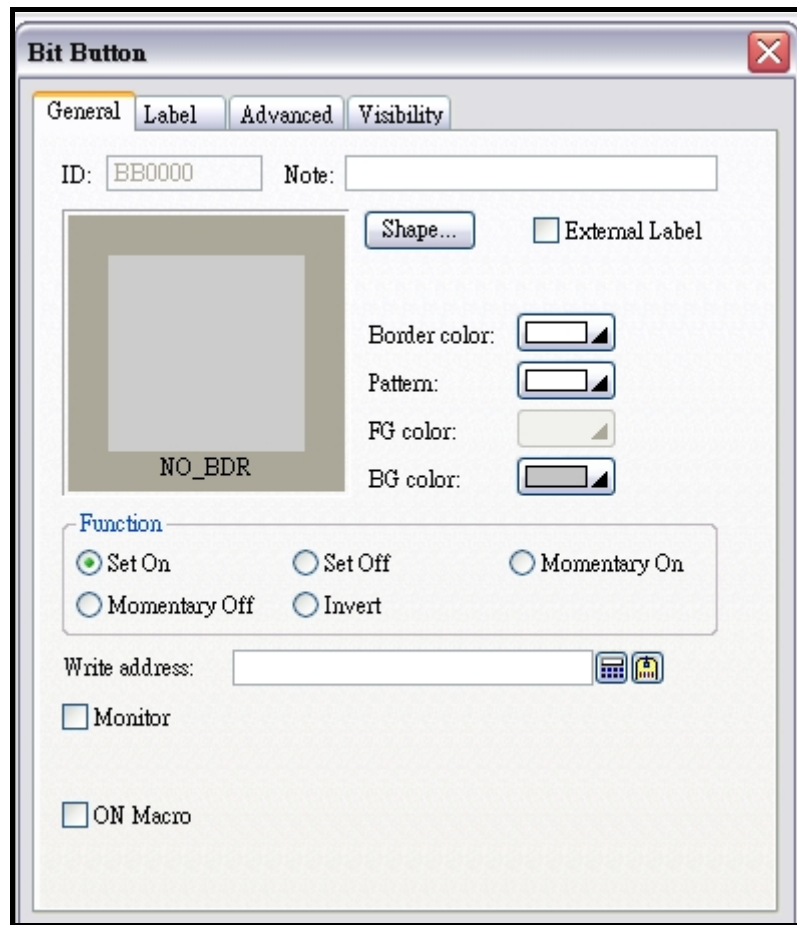 Bit Button
General Label Advanced Visibility
ID: BB0000 Note:
Shape... External Label
Border color:
Pattern:
FG color:
NO_BDR
BG color:
Function
Set On Set Off Momentary On
Momentary Off Invert
Write address:
Monitor
ON Macro